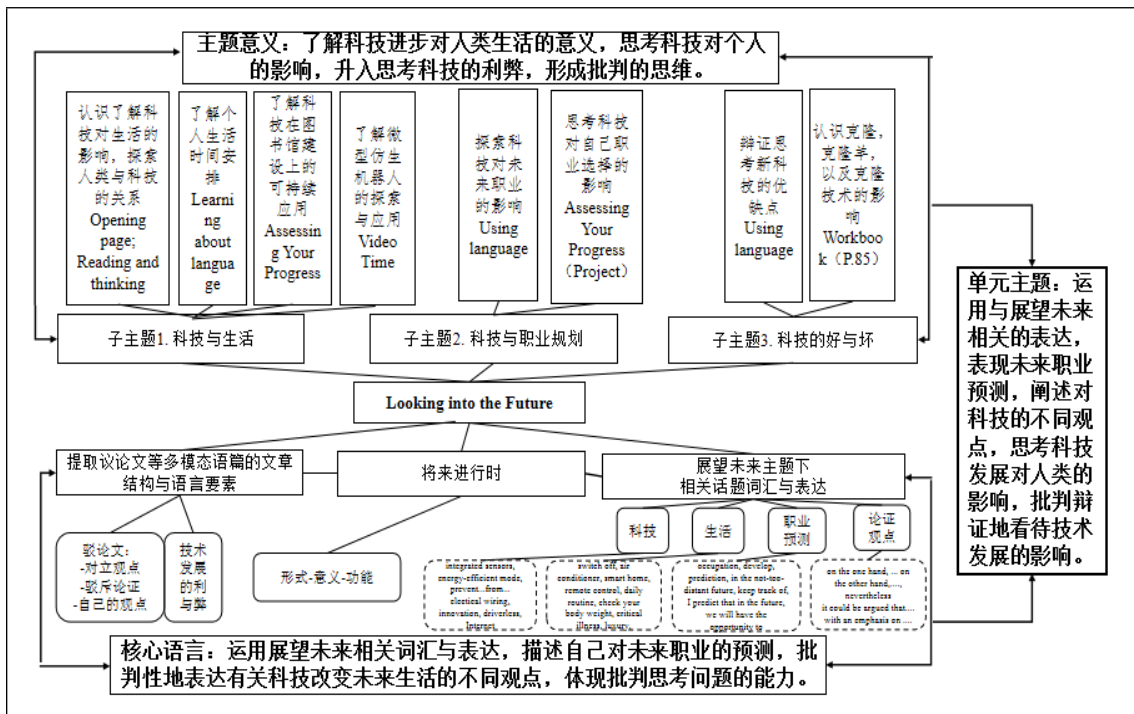 主题意义：了解科技进步对人类生活的意义，思考科技对个人
的影响，升入思考科技的利弊，形成批判的思维。
认识了解科
技对生活的
影响，探索
人类与科技
的关系
Opening
page;
Reading and
thinking
了解个
人生活
时间安
排
Learni
ng
about
langua
ge
了解科
技在图
书馆建
设上的
可持续
应用
Assessin
g Your
Progress
了解微
型仿生
机器人
的探索
与应用
Video
Time
探索科
技对未
来职业
的影响
Using
language
思考科技
对自己职
业选择的
影响
Assessing
Your
Progress
（Project）
辩证思
考新科
技的优
缺点
Using
language
认识克隆，
克隆羊，
以及克隆
技术的影
响
Workboo
k（P.85）
子主题1. 科技与生活
子主题2. 科技与职业规划
子主题3. 科技的好与坏
单元主题：运
用与展望未来
相关的表达，
表现未来职业
预测，阐述对
科技的不同观
点，思考科技
发展对人类的
影响，批判辩
证地看待技术
发展的影响。
Looking into the Future
提取议论文等多模态语篇的文章
结构与语言要素
将来进行时
展望未来主题下
相关话题词汇与表达
驳论文：
-对立观点
-驳斥论证
-自己的观点
技术
发展
的利
与弊
形式-意义-功能
科技
生活
职业
预测
论证
观点
integrated sensors,
energy-efficient mode,
prevent...from...
electical wiring,
innovation, driverless,
Internet
switch off, air
conditioner, smart home,
remote control, daily
routine, check your
body weight, critical
illness, luxury,
occupation, develop,
prediction, in the not-too-
distant future, keep track of,
I predict that in the future,
we will have the
opportunity to
on the one hand, ... on
the other hand,....,
nevertheless
it could be argued that....
with an emphasis on ....
核心语言：运用展望未来相关词汇与表达，描述自己对未来职业的预测，批
判性地表达有关科技改变未来生活的不同观点，体现批判思考问题的能力。